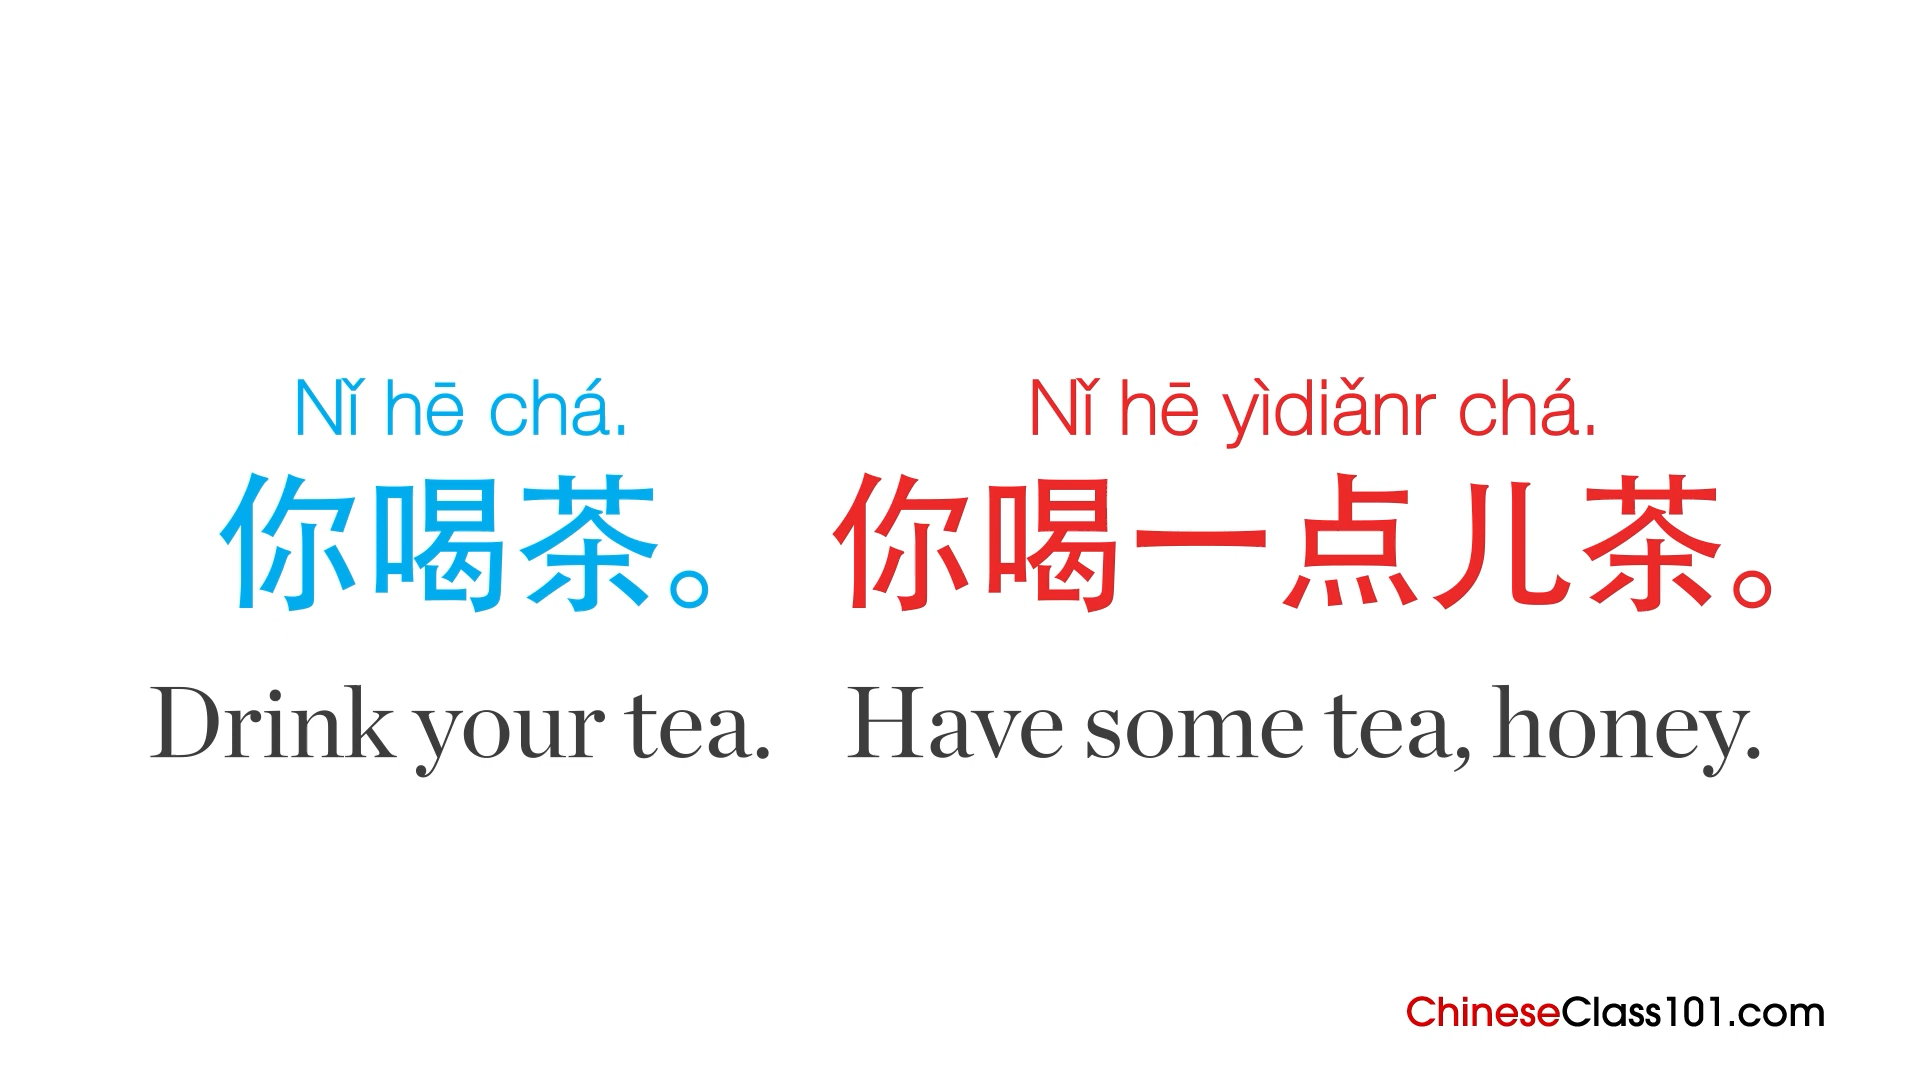 Nǐ hē chá.
你喝茶。
Drink your tea.
Nǐ hē yìdiǎnr chá.
你喝一点儿茶。
Have some tea, honey.
ChineseClass101.com